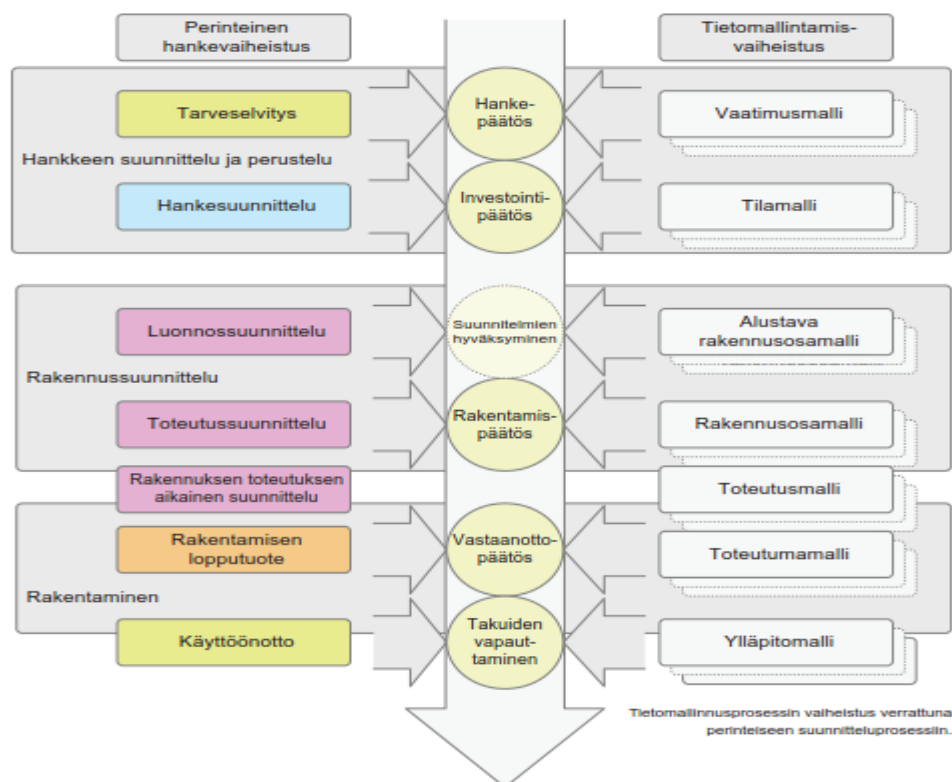 Perinteinen
hankevaiheistus
Tietomallintamis-
vaiheistus
Tarveselvitys
Hanke-
päätös
Vaatimusmalli
Hankkeen suunnittelu ja perustelu
Hankesuunnittelu
Investointi-
päätös
Tilamalli
Luonnossuunnittelu
Suunnitelmien
hyväksyminen
Alustava
rakennusosamalli
Rakennussuunnittelu
Toteutussuunnittelu
Rakentamis-
päätös
Rakennusosamalli
Rakennuksen toteutuksen
aikainen suunnittelu
Toteutusmalli
Rakentamisen
lopputuote
Vastaanotto-
päätös
Toteutumamalli
Rakentaminen
Käyttöönotto
Takuiden
vapaut-
taminen
Ylläpitomalli
Tietomallinnusprosessin vaiheistus verrattuna
perinteiseen suunnitteluprosessiin.